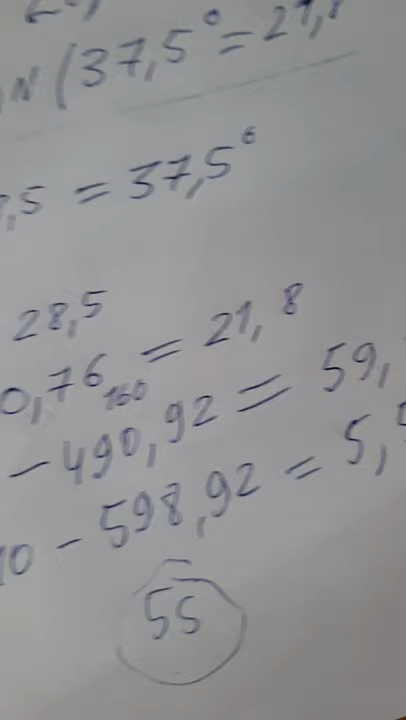 N (37,5° = 21,
,5 = 37,5°
28,5
0,76 160 = 21,8
- 490,92 = 59,
10 - 598,92 = 5,
55